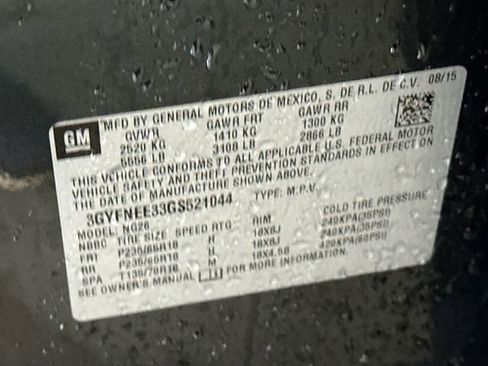 GM
MFD BY GENERAL MOTORS DE MEXICO, S. DE R.L. DE C.V. 08/15
GVWR GAWR FRT GAWR RR
2520 KG 1410 KG 1300 KG
5556 LB 3108 LB 2866 LB
THIS VEHICLE CONFORMS TO ALL APPLICABLE U.S. FEDERAL MOTOR
VEHICLE SAFETY AND THEFT PREVENTION STANDARDS IN EFFECT ON
THE DATE OF MANUFACTURE SHOWN ABOVE.
3GYFNEE33GS521044 TYPE: M.P.V.
MODEL: NG26
TIRE SIZE SPEED RTG RIM COLD TIRE PRESSURE
FRT P235/65R18 H 18X8J 240KPA(35PSI)
RR P235/65R18 H 18X8J 240KPA(35PSI)
SPA T135/70R18 M 18X4.5B 420KPA(60PSI)
SEE OWNER'S MANUAL FOR MORE INFORMATION.